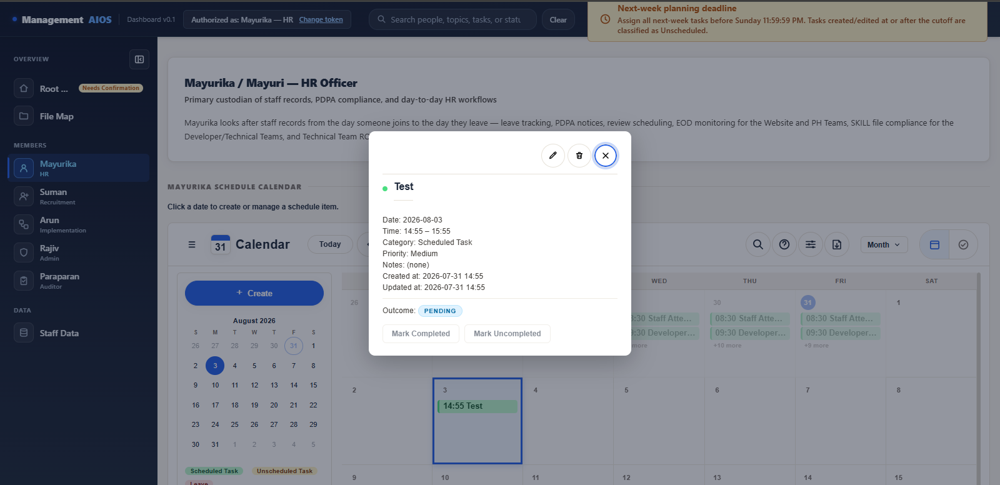 Management AIOS
Dashboard v0.1
Authorized as: Mayurika — HR Change token
Search people, topics, tasks, or statu
Clear
Next-week planning deadline
Assign all next-week tasks before Sunday 11:59:59 PM. Tasks created/edited at or after the cutoff are
classified as Unscheduled.
OVERVIEW
Root ... Needs Confirmation
File Map
MEMBERS
Mayurika
HR
Suman
Recruitment
Arun
Implementation
Rajiv
Admin
Paraparan
Auditor
DATA
Staff Data
Mayurika / Mayuri — HR Officer
Primary custodian of staff records, PDPA compliance, and day-to-day HR workflows
Mayurika looks after staff records from the day someone joins to the day they leave — leave tracking, PDPA notices, review scheduling, EOD monitoring for the Website and PH Teams, SKILL file compliance for the
Developer/Technical Teams, and Technical Team
MAYURIKA SCHEDULE CALENDAR
Click a date to create or manage a schedule item.
31 Calendar
Today
Month
Create
August 2026
S M T W T F S
26 27 28 29 30 31 1
2 3 4 5 6 7 8
9 10 11 12 13 14 15
16 17 18 19 20 21 22
23 24 25 26 27 28 29
30 31 1 2 3 4 5
Scheduled Task Unscheduled Task
Leave
WED THU FRI SAT
26 30 31 1
:30 Staff Atte... 08:30 Staff Atte... 08:30 Staff Atte...
:30 Developer... 09:30 Developer... 09:30 Developer...
more +10 more +9 more
2 3 4 5 6 7 8
14:55 Test
9 10 11 12 13 14 15
Test
Date: 2026-08-03
Time: 14:55 – 15:55
Category: Scheduled Task
Priority: Medium
Notes: (none)
Created at: 2026-07-31 14:55
Updated at: 2026-07-31 14:55
Outcome: PENDING
Mark Completed Mark Uncompleted